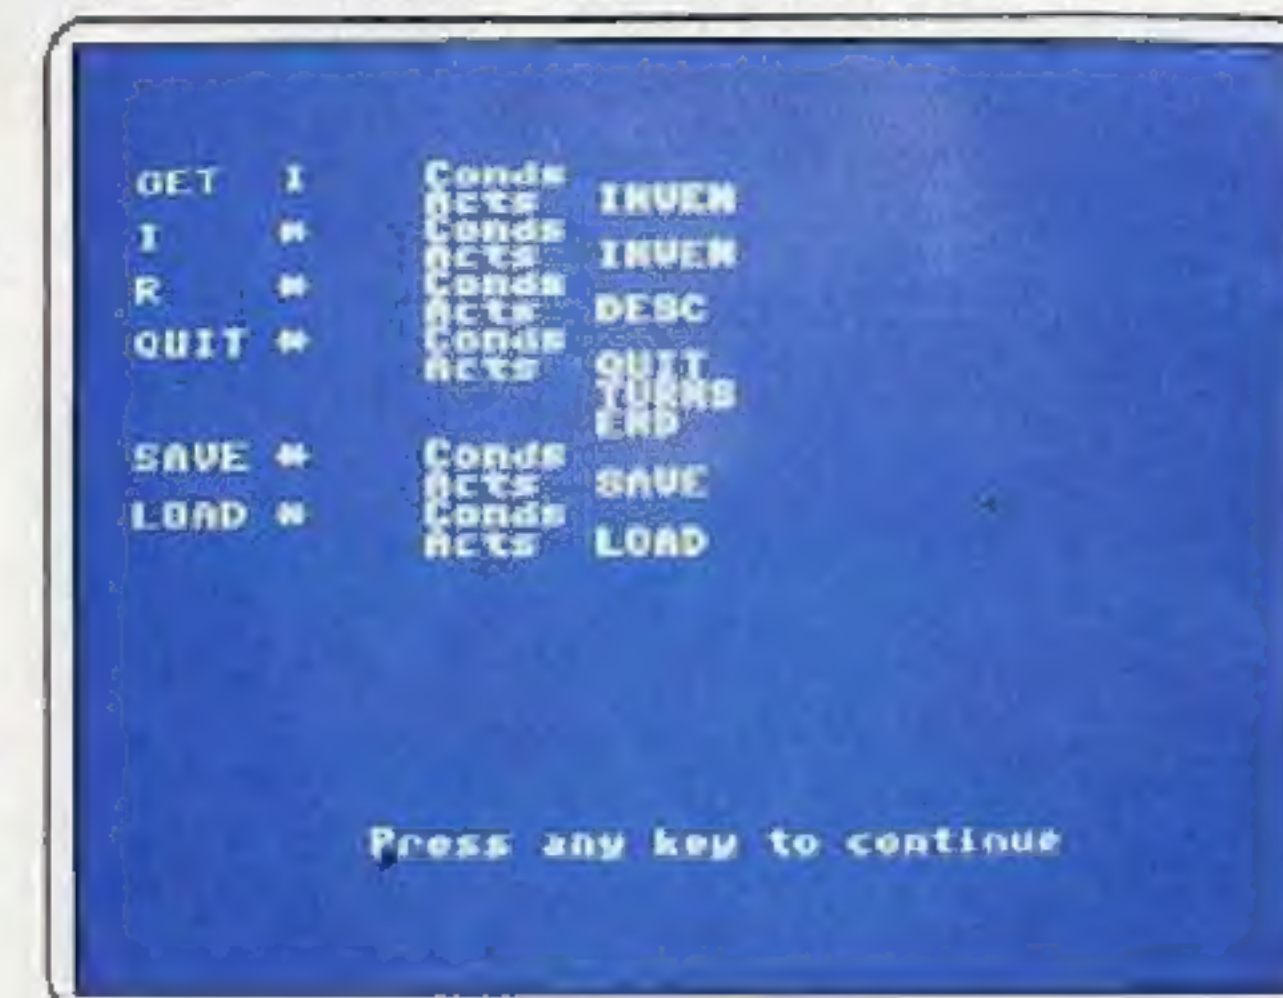 GET I Conds
Acts INVEN
I * Conds
Acts INVEN
R * Conds
Acts DESC
QUIT * Conds
Acts QUIT
TURNS
END
SAVE * Conds
Acts SAVE
LOAD * Conds
Acts LOAD
Press any key to continue